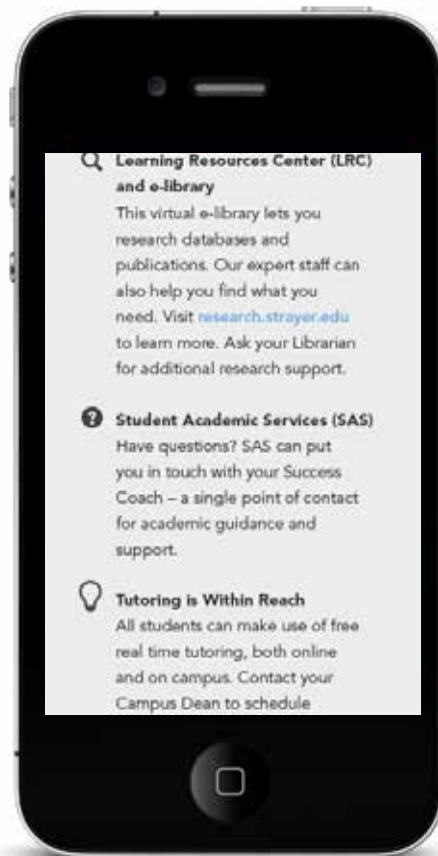 Learning Resources Center (LRC)
and e-library
This virtual e-library lets you
research databases and
publications. Our expert staff can
also help you find what you
need. Visit research.strayer.edu
to learn more. Ask your Librarian
for additional research support.
Student Academic Services (SAS)
Have questions? SAS can put
you in touch with your Success
Coach – a single point of contact
for academic guidance and
support.
Tutoring is Within Reach
All students can make use of free
real time tutoring, both online
and on campus. Contact your
Campus Dean to schedule